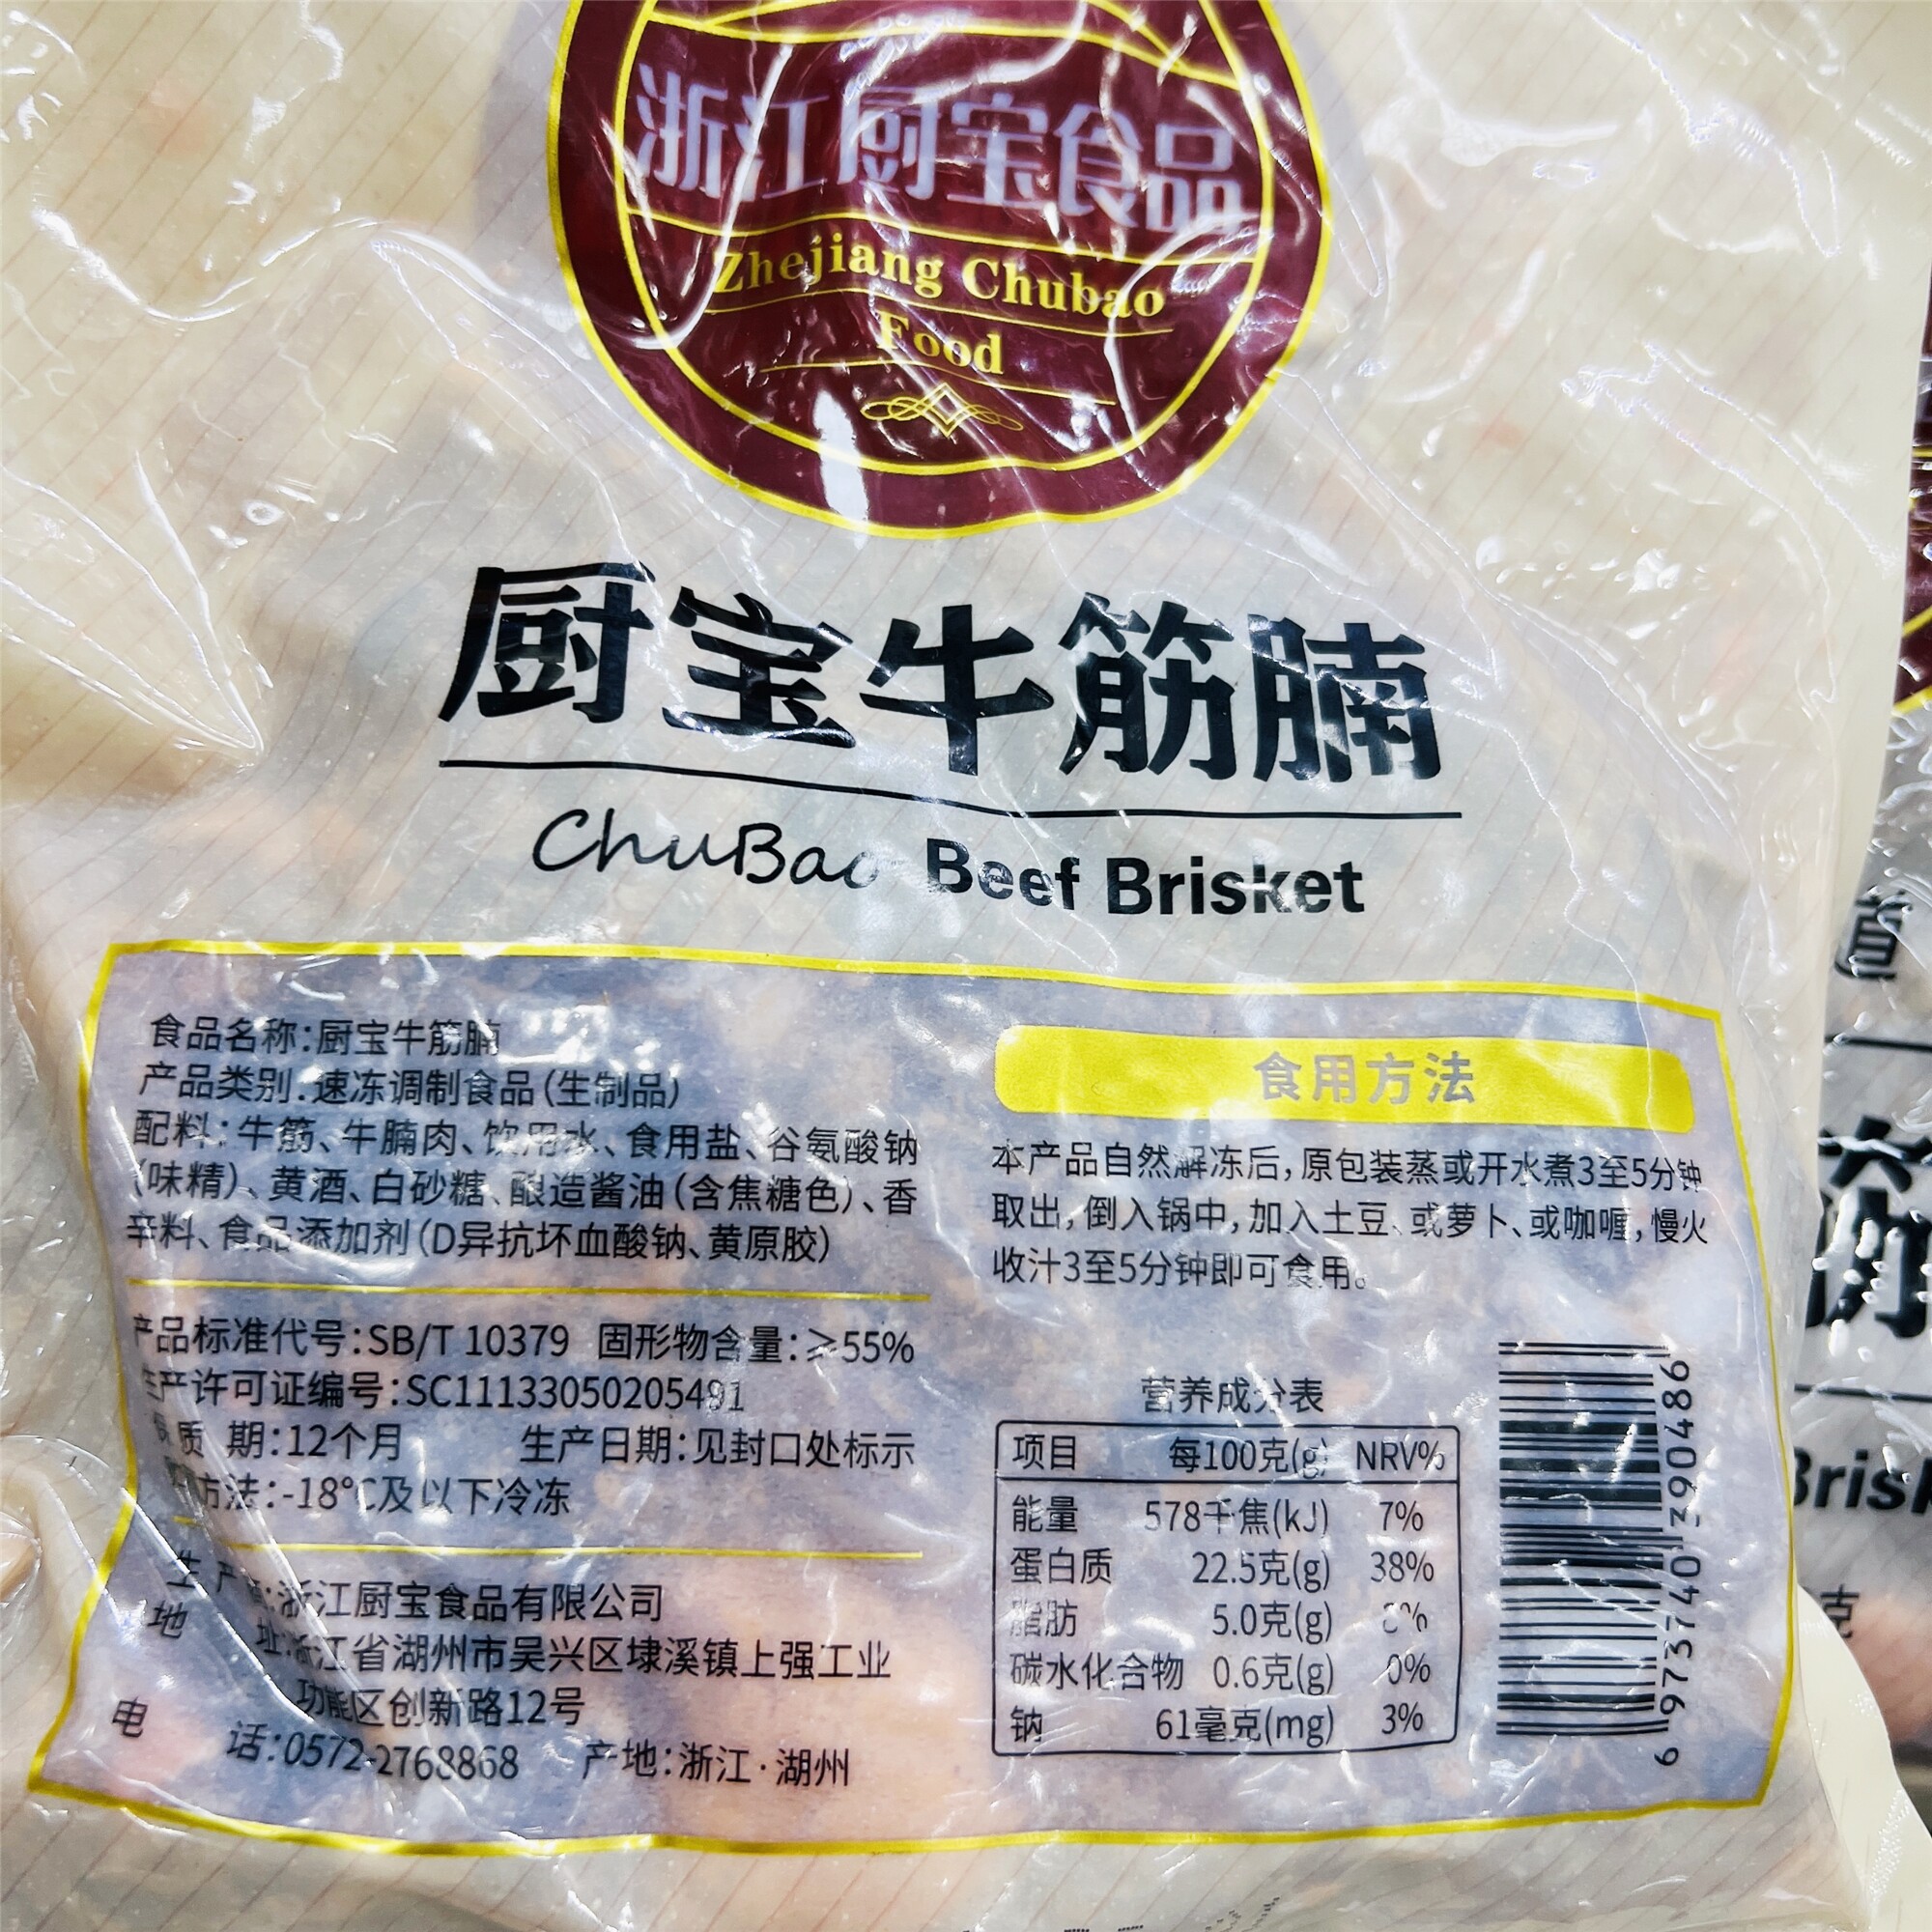 浙江厨宝食品
Zhejiang Chubao
Food
厨宝牛筋腩
ChuBao Beef Brisket
食品名称:厨宝牛筋腩
产品类别:速冻调制食品(生制品)
配料:牛筋、牛腩肉、饮用水、食用盐、谷氨酸钠
(味精)、黄酒、白砂糖、酿造酱油(含焦糖色)、香
辛料、食品添加剂(D异抗坏血酸钠、黄原胶)
产品标准代号:SB/T 10379 固形物含量:≥55%
生产许可证编号:SC11133050205491
质 期:12个月 生产日期:见封口处标示
方法:-18°C及以下冷冻
生 产 :浙江厨宝食品有限公司
地 址:浙江省湖州市吴兴区埭溪镇上强工业
功能区创新路12号
电 话:0572-2768868 产地:浙江·湖州
食用方法
本产品自然解冻后,原包装蒸或开水煮3至5分钟
取出,倒入锅中,加入土豆、或萝卜、或咖喱,慢火
收汁3至5分钟即可食用。
营养成分表
项目 每100克(g) NRV%
能量 578千焦(kJ) 7%
蛋白质 22.5克(g) 38%
脂肪 5.0克(g) 8%
碳水化合物 0.6克(g) 0%
钠 61毫克(mg) 3%
6 973740 390486
筋
Brisk
克